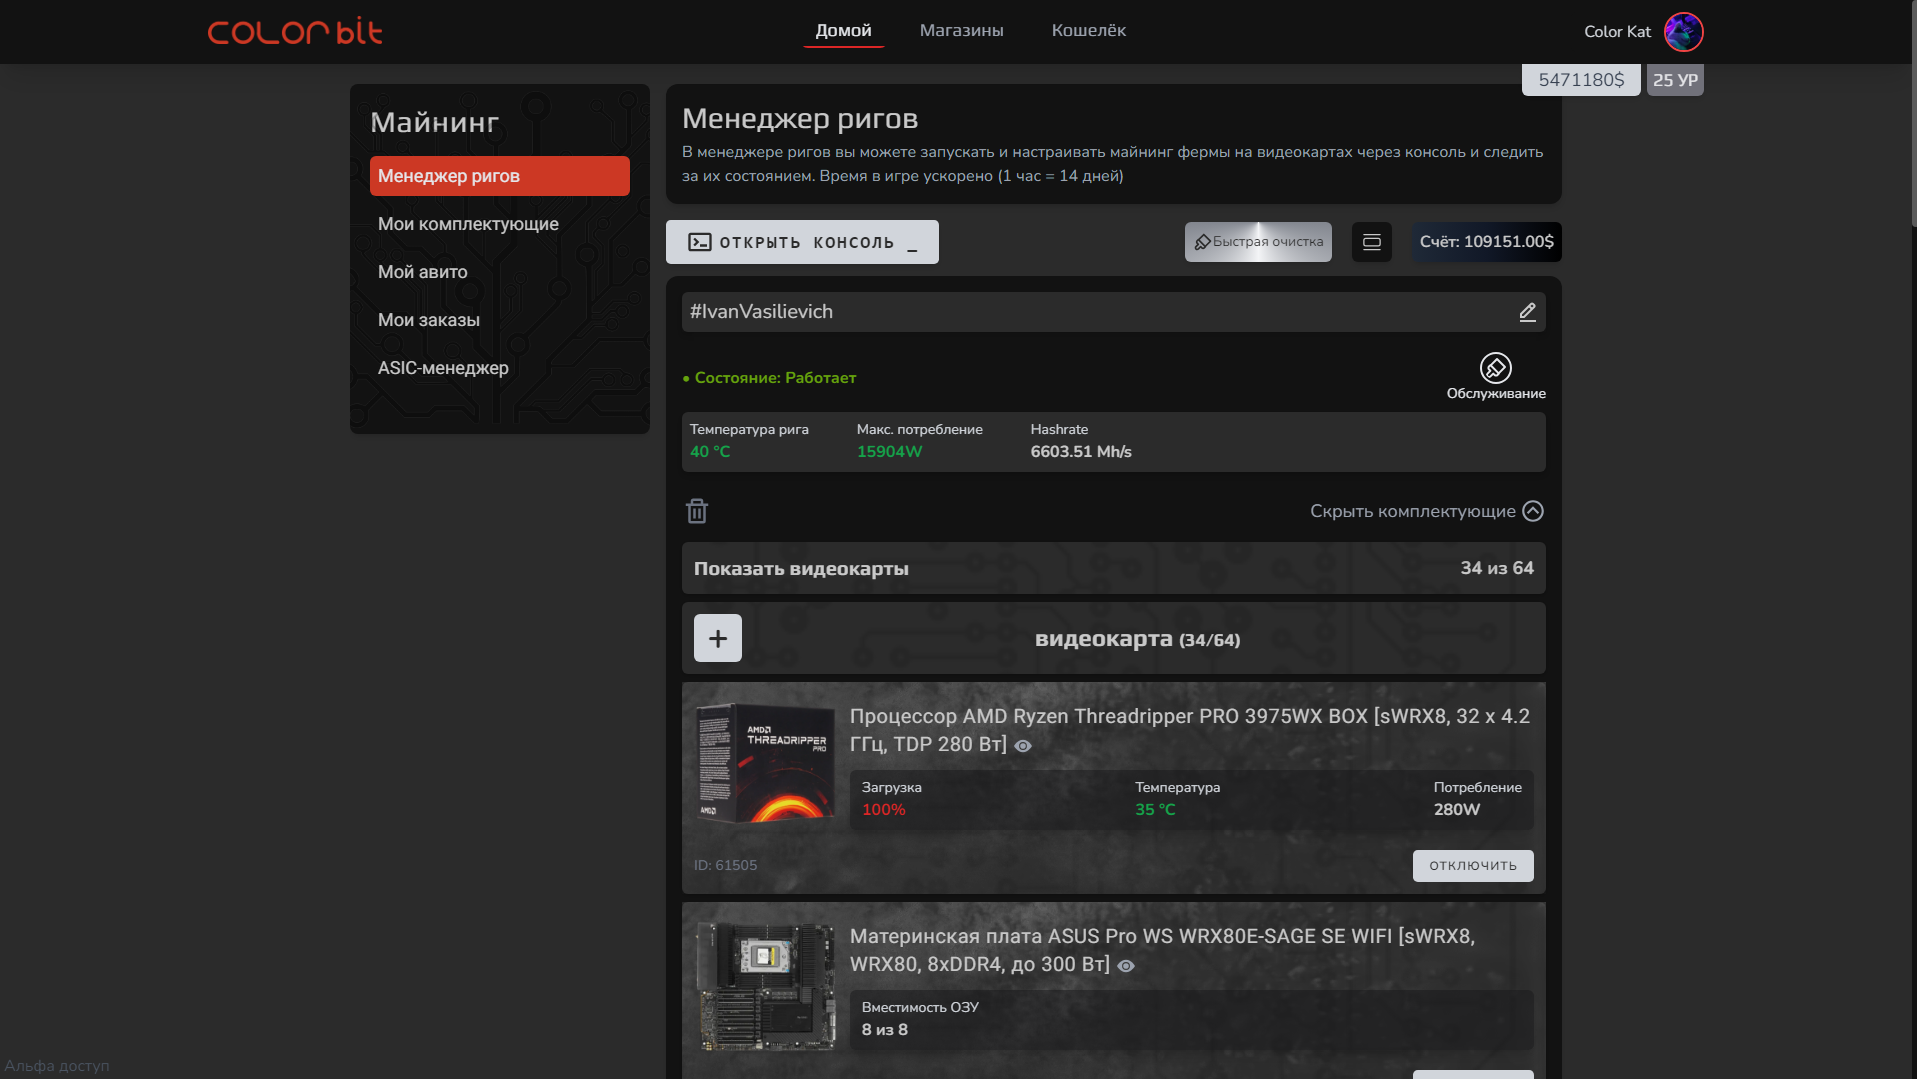 COLORbit
Домой
Магазины
Кошелёк
Color Kat
5471180$
25 УР
Майнинг
Менеджер ригов
Мои комплектующие
Мой авито
Мои заказы
ASIC-менеджер
Менеджер ригов
В менеджере ригов вы можете запускать и настраивать майнинг фермы на видеокартах через консоль и следить
за их состоянием. Время в игре ускорено (1 час = 14 дней)
ОТКРЫТЬ КОНСОЛЬ _
Быстрая очистка
Счёт: 109151.00$
#IvanVasilievich
• Состояние: Работает
Обслуживание
Температура рига
Макс. потребление
Hashrate
40 °C
15904W
6603.51 Mh/s
Скрыть комплектующие
Показать видеокарты
34 из 64
+
видеокарта (34/64)
AMD
THREADRIPPER
PRO
AMD
Процессор AMD Ryzen Threadripper PRO 3975WX BOX [sWRX8, 32 x 4.2
ГГц, TDP 280 Вт]
Загрузка
Температура
Потребление
100%
35 °C
280W
ID: 61505
ОТКЛЮЧИТЬ
Материнская плата ASUS Pro WS WRX80E-SAGE SE WIFI [sWRX8,
WRX80, 8xDDR4, до 300 Вт]
Вместимость ОЗУ
8 из 8
Альфа доступ